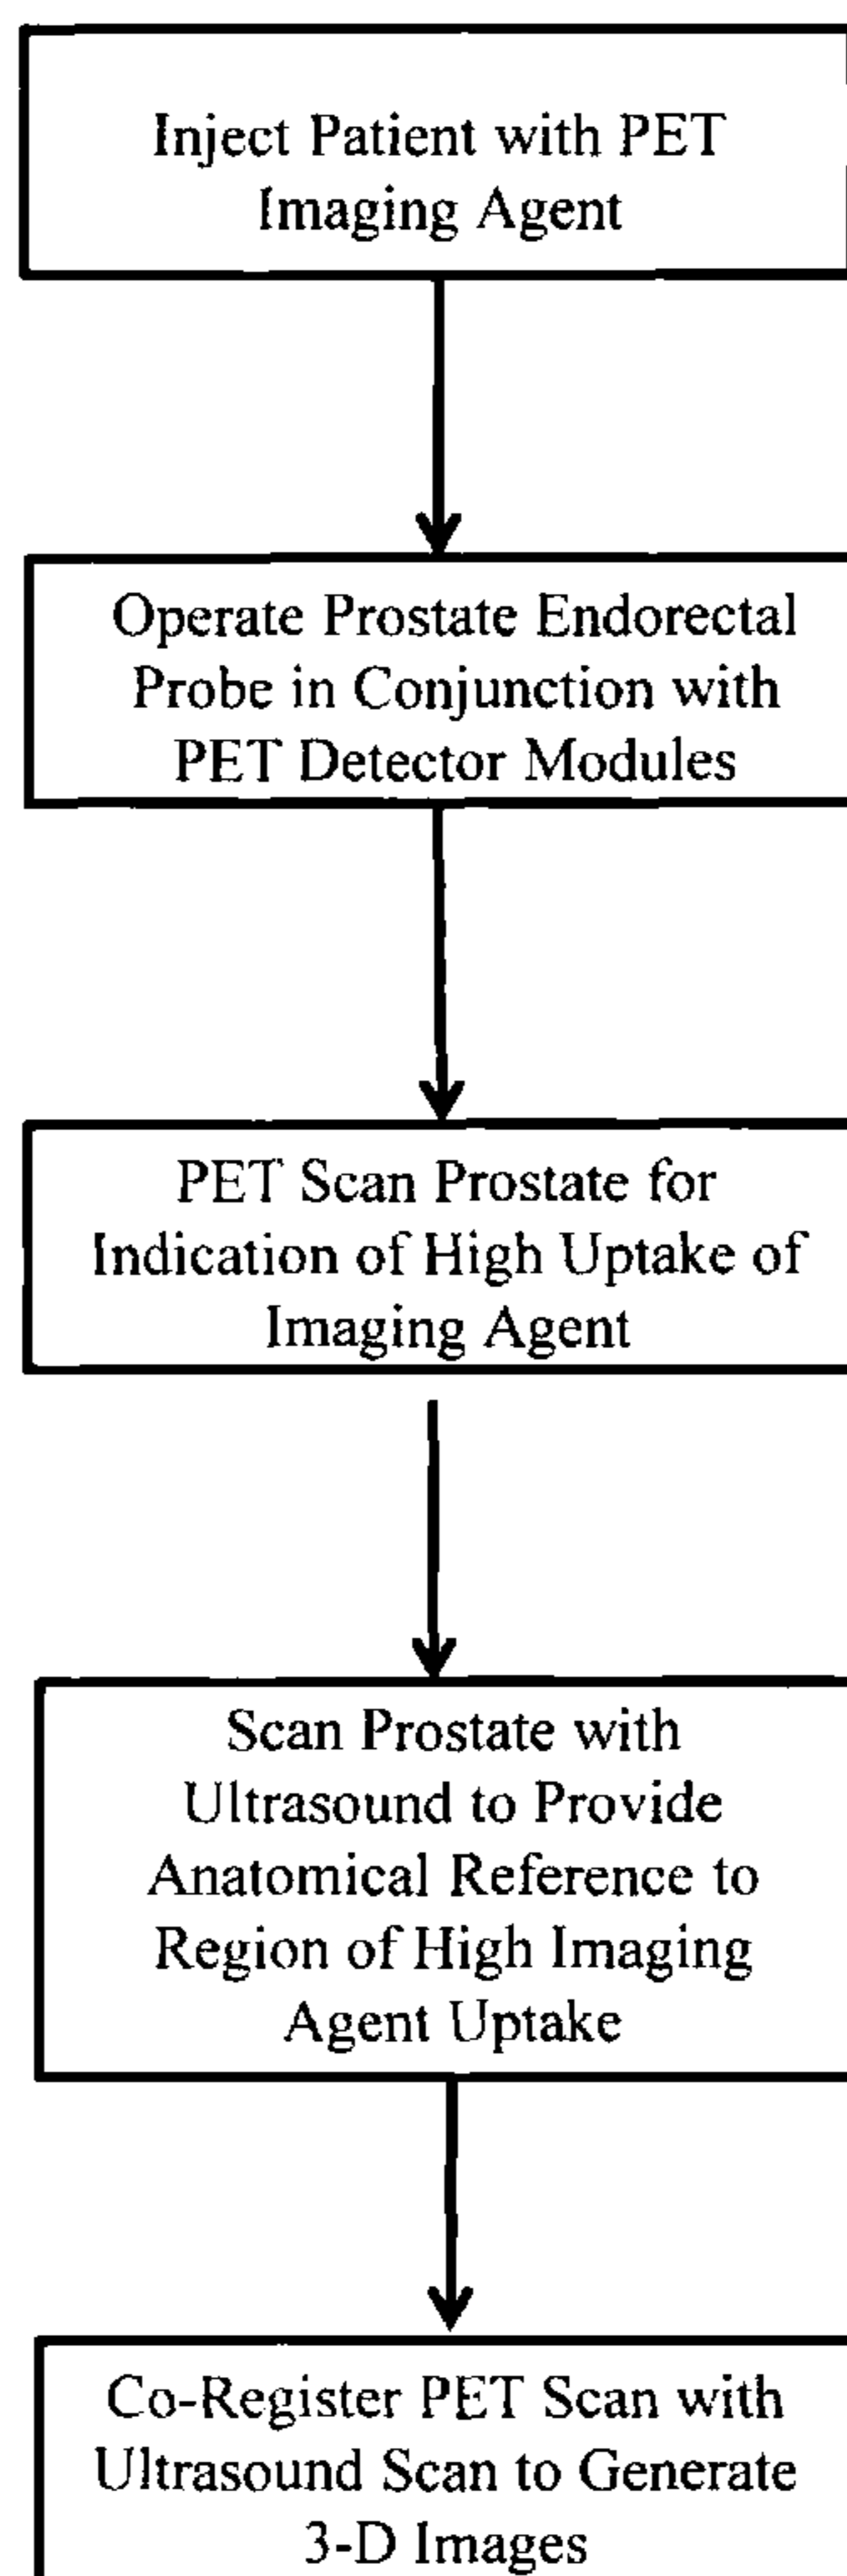 Inject Patient with PET
Imaging Agent
Operate Prostate Endorectal
Probe in Conjunction with
PET Detector Modules
PET Scan Prostate for
Indication of High Uptake of
Imaging Agent
Scan Prostate with
Ultrasound to Provide
Anatomical Reference to
Region of High Imaging
Agent Uptake
Co-Register PET Scan with
Ultrasound Scan to Generate
3-D Images